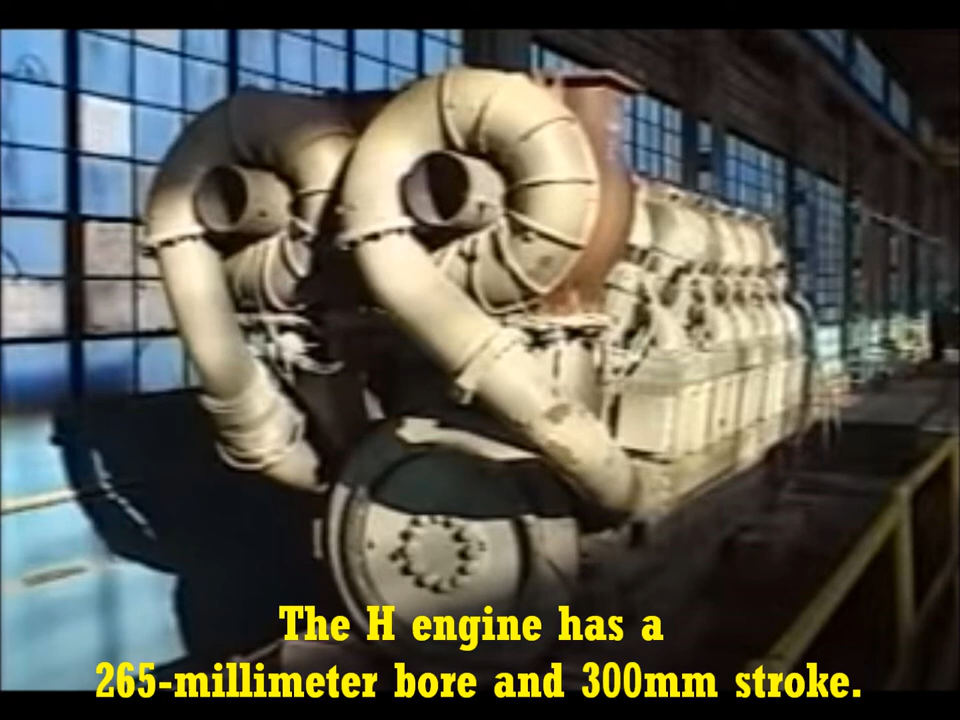 The H engine has a
265-millimeter bore and 300mm stroke.